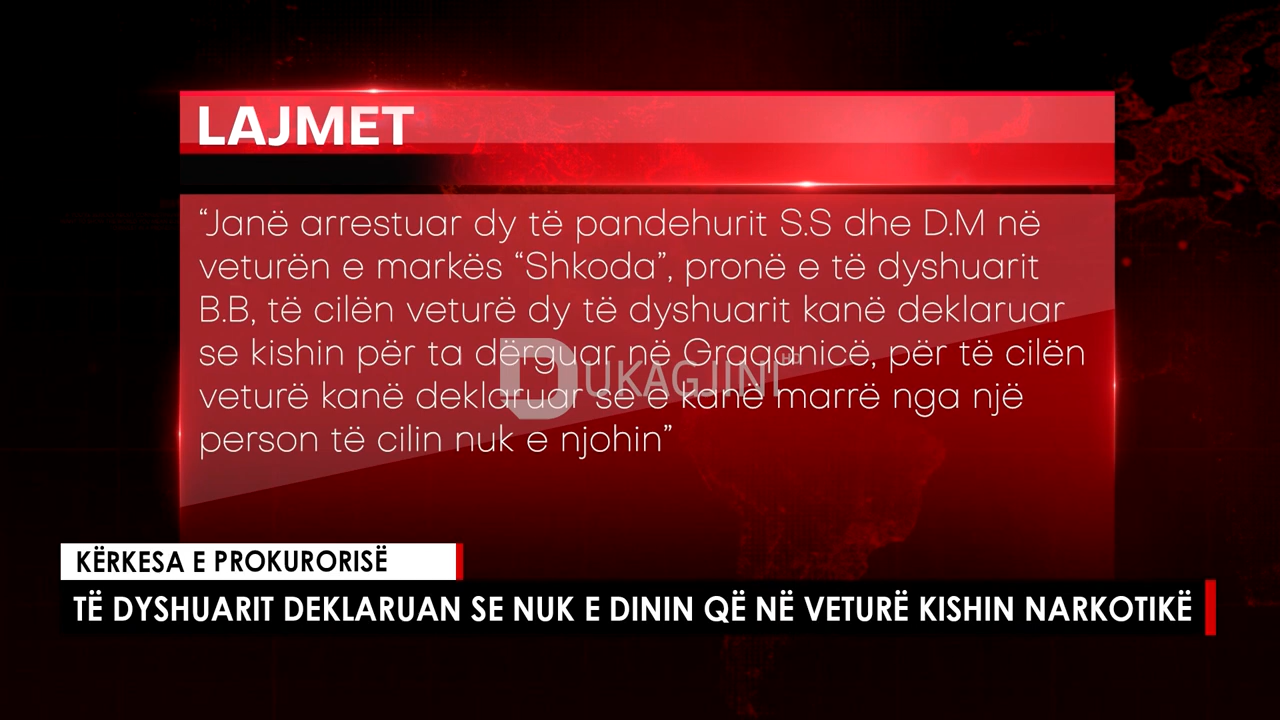 LAJMET
“Janë arrestuar dy të pandehurit S.S dhe D.M në
veturën e markës “Shkoda”, pronë e të dyshuarit
B.B, të cilën veturë dy të dyshuarit kanë deklaruar
se kishin për ta dërguar në Graqanicë, për të cilën
veturë kanë deklaruar se e kanë marrë nga një
person të cilin nuk e njohin”
DUKAGJINI HD
KËRKESA E PROKURORISË
TË DYSHUARIT DEKLARUAN SE NUK E DININ QË NË VETURË KISHIN NARKOTIKË